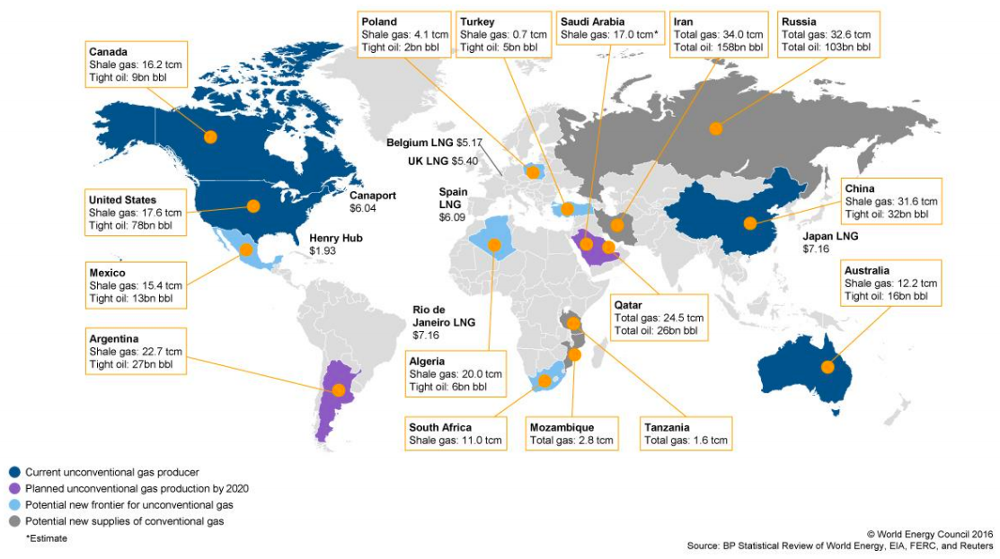 Poland
Shale gas: 4.1 tcm
Tight oil: 2bn bbl
Turkey
Shale gas: 0.7 tcm
Tight oil: 5bn bbl
Saudi Arabia
Shale gas: 17.0 tcm*
Iran
Total gas: 34.0 tcm
Total oil: 158bn bbl
Russia
Total gas: 32.6 tcm
Total oil: 103bn bbl
Canada
Shale gas: 16.2 tcm
Tight oil: 9bn bbl
Belgium LNG $5.17
UK LNG $5.40
United States
Shale gas: 17.6 tcm
Tight oil: 78bn bbl
Canaport
$6.04
Spain
LNG
$6.09
China
Shale gas: 31.6 tcm
Tight oil: 32bn bbl
Henry Hub
$1.93
Japan LNG
$7.16
Mexico
Shale gas: 15.4 tcm
Tight oil: 13bn bbl
Australia
Shale gas: 12.2 tcm
Tight oil: 16bn bbl
Rio de
Janeiro LNG
$7.16
Qatar
Total gas: 24.5 tcm
Total oil: 26bn bbl
Argentina
Shale gas: 22.7 tcm
Tight oil: 27bn bbl
Algeria
Shale gas: 20.0 tcm
Tight oil: 6bn bbl
South Africa
Shale gas: 11.0 tcm
Mozambique
Total gas: 2.8 tcm
Tanzania
Total gas: 1.6 tcm
Current unconventional gas producer
Planned unconventional gas production by 2020
Potential new frontier for unconventional gas
Potential new supplies of conventional gas
*Estimate
© World Energy Council 2016
Source: BP Statistical Review of World Energy, EIA, FERC, and Reuters